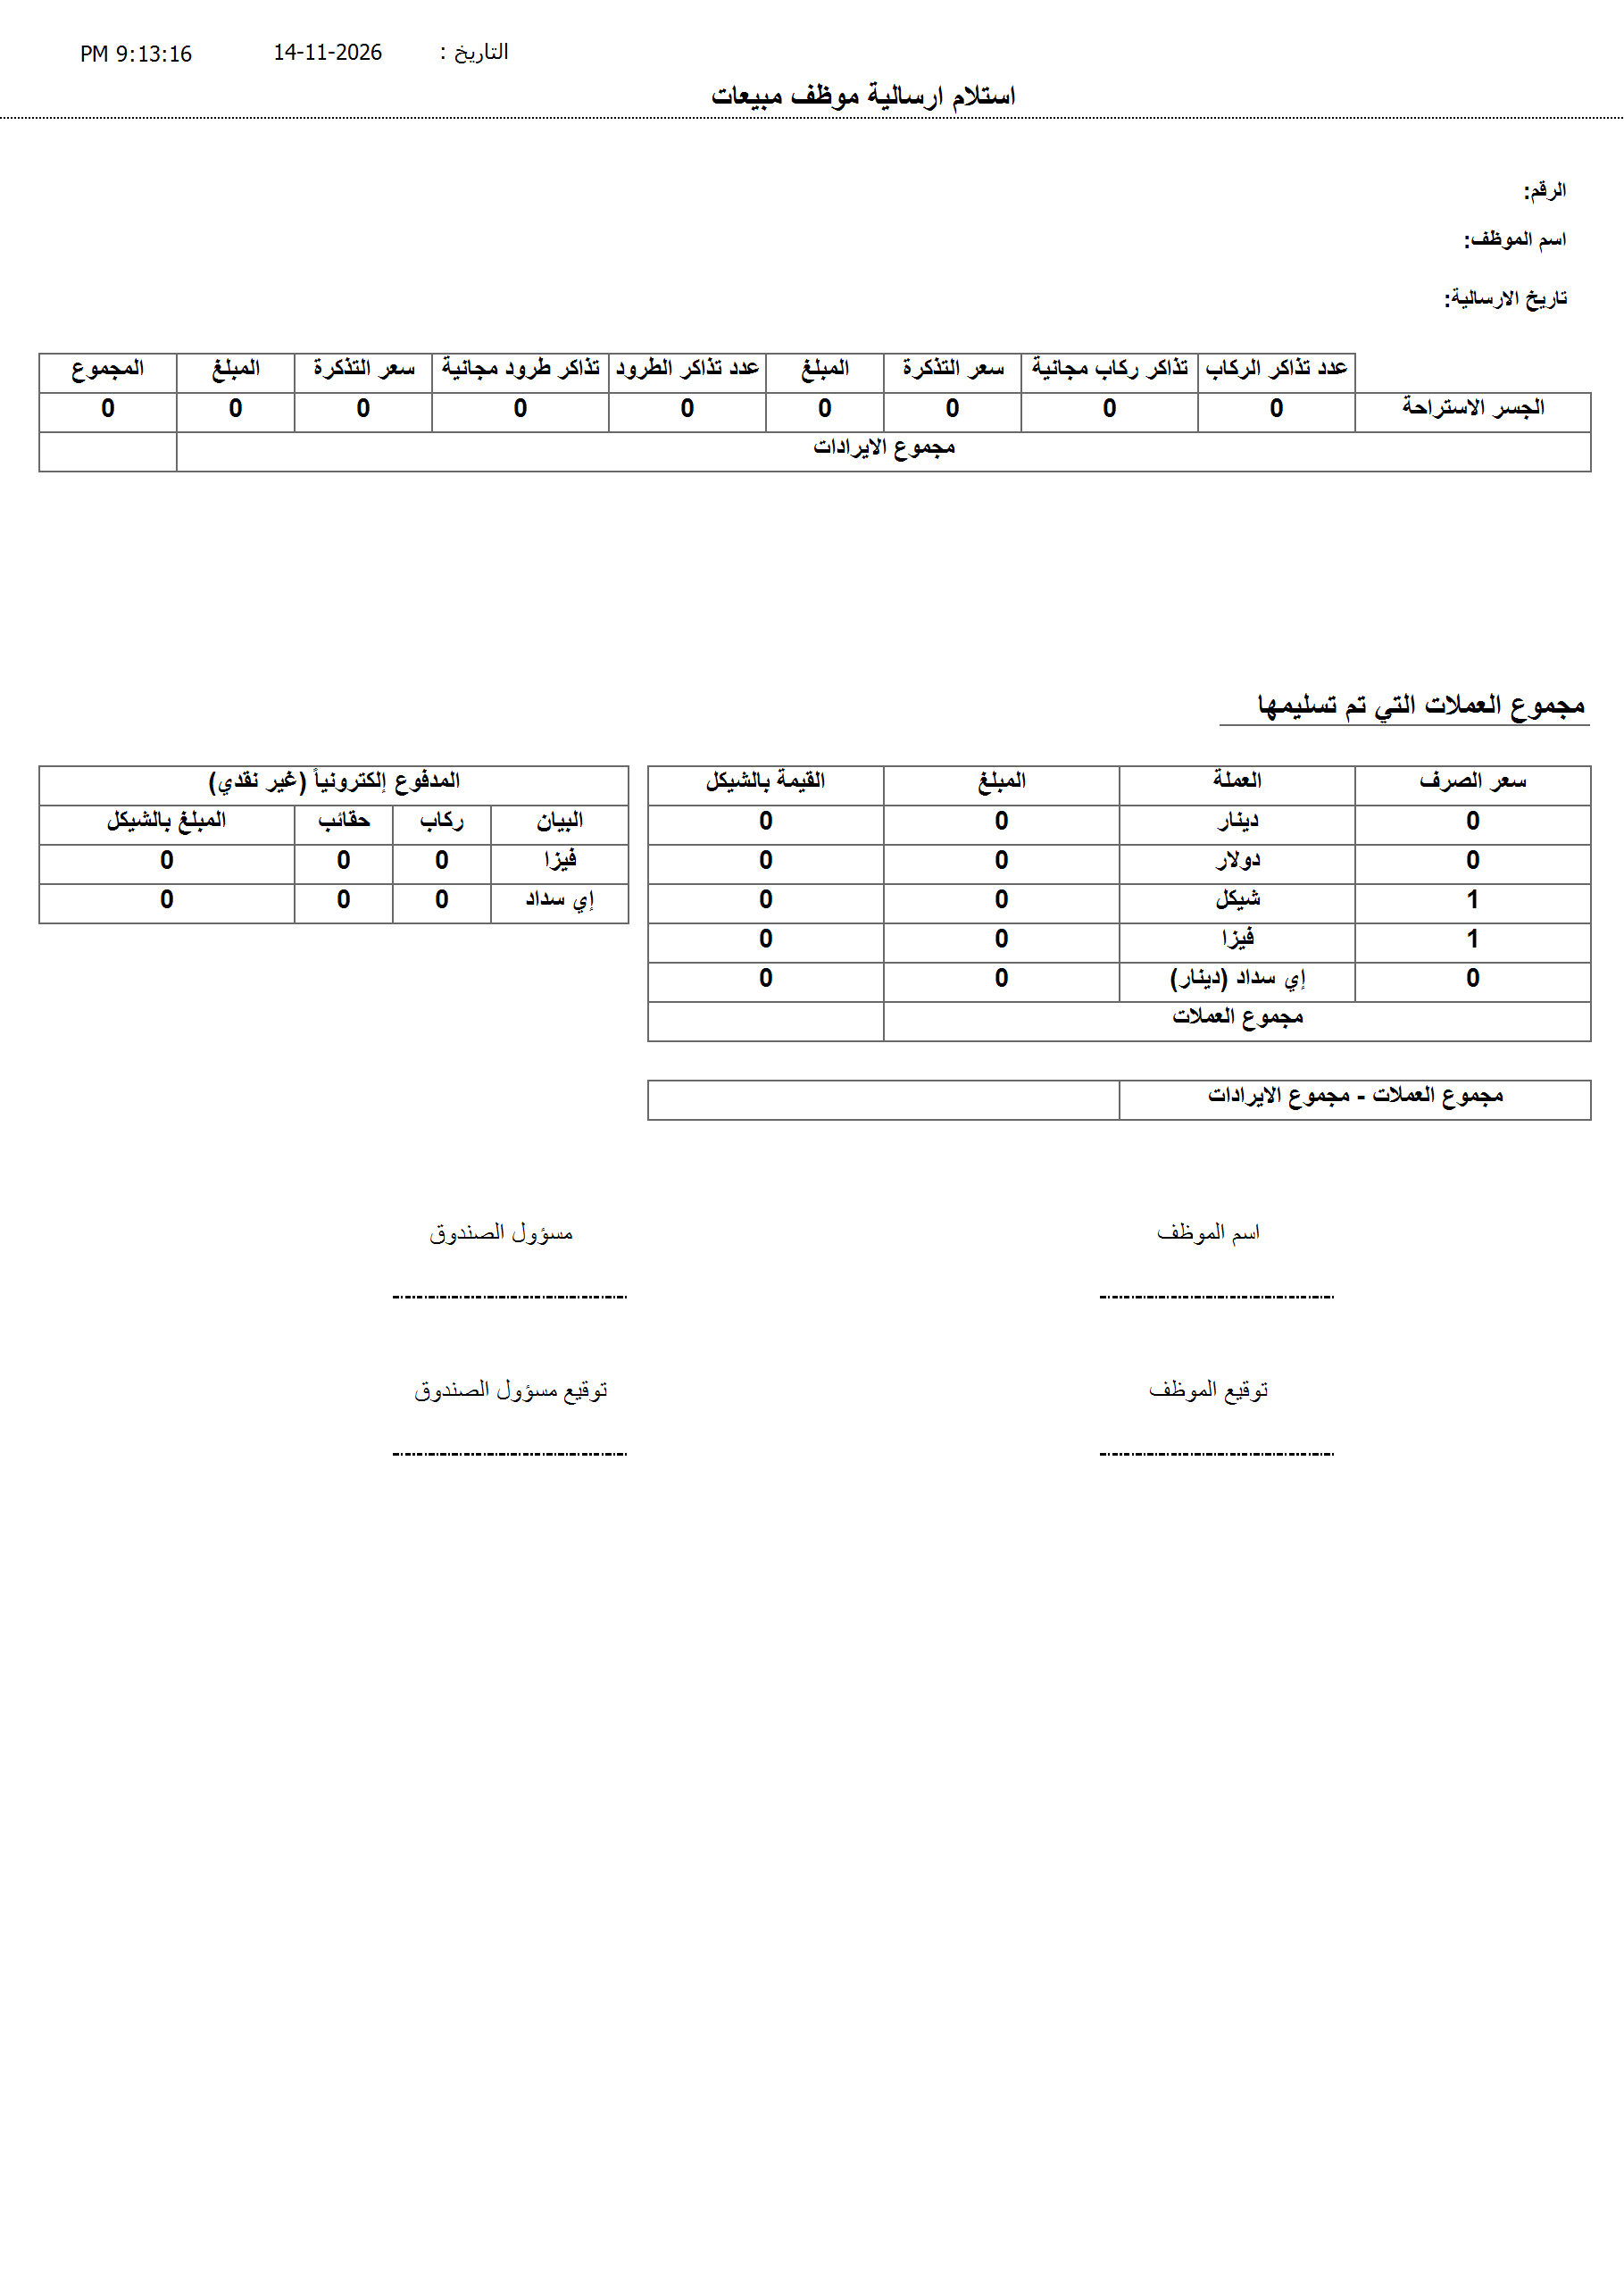 التاريخ : 14-11-2026 9:13:16 PM
استلام ارسالية موظف مبيعات
الرقم:
اسم الموظف:
تاريخ الارسالية:
عدد تذاكر الركاب تذاكر ركاب مجانية سعر التذكرة المبلغ عدد تذاكر الطرود تذاكر طرود مجانية سعر التذكرة المبلغ المجموع
الجسر الاستراحة 0 0 0 0 0 0 0 0 0
مجموع الايرادات
مجموع العملات التي تم تسليمها
سعر الصرف العملة المبلغ القيمة بالشيكل
0 دينار 0 0
0 دولار 0 0
1 شيكل 0 0
1 فيزا 0 0
0 إي سداد (دينار) 0 0
مجموع العملات
مجموع العملات - مجموع الايرادات
المدفوع إلكترونياً (غير نقدي)
البيان ركاب حقائب المبلغ بالشيكل
فيزا 0 0 0
إي سداد 0 0 0
اسم الموظف مسؤول الصندوق
توقيع الموظف توقيع مسؤول الصندوق